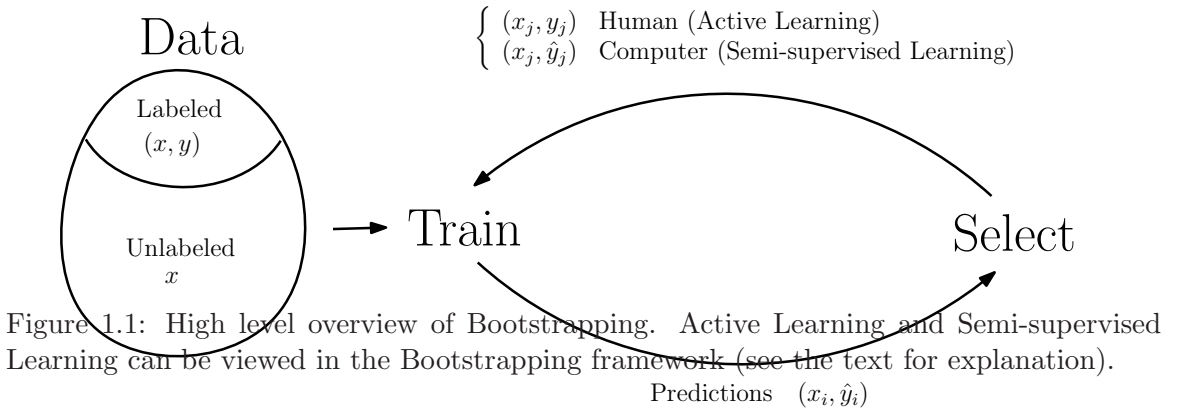 { (x_j, y_j) Human (Active Learning)
(x_j, ŷ_j) Computer (Semi-supervised Learning)
Data
Labeled
(x, y)
Train
Select
Unlabeled
x
Figure 1.1: High level overview of Bootstrapping. Active Learning and Semi-supervised
Learning can be viewed in the Bootstrapping framework (see the text for explanation).
Predictions (x_i, ŷ_i)